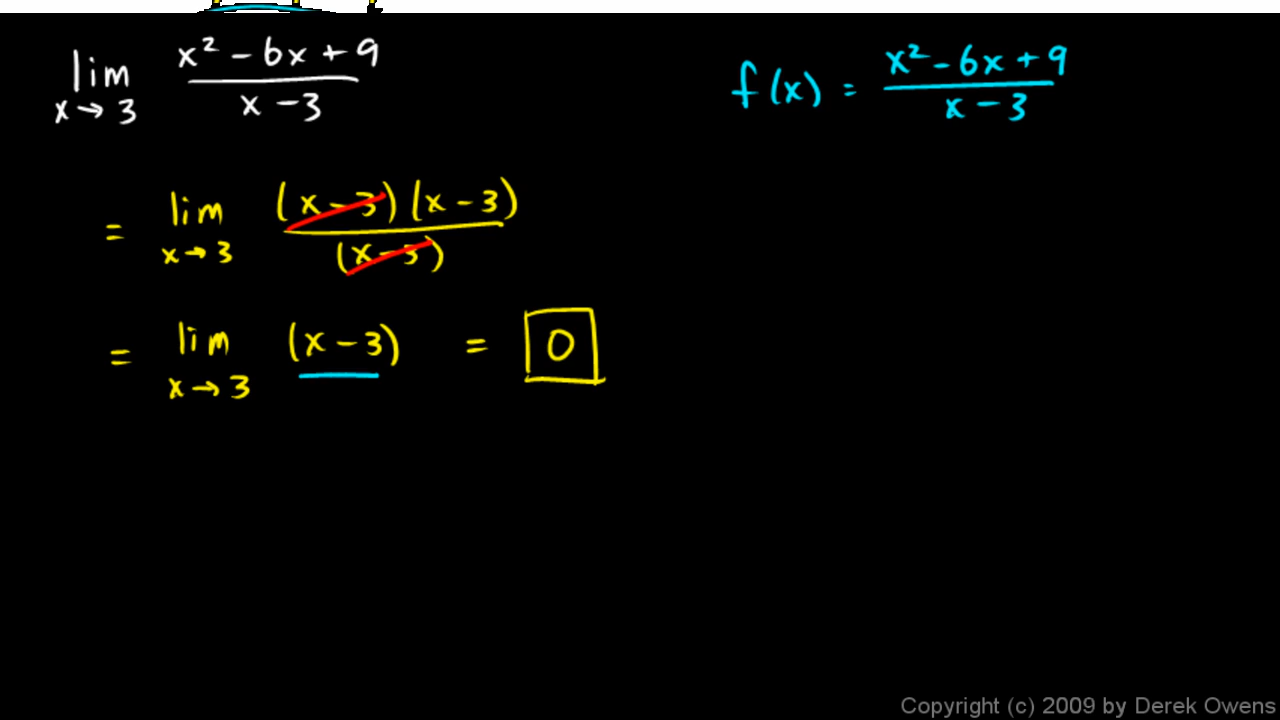 lim x→3 (x² - 6x + 9)/(x - 3)
f(x) = (x² - 6x + 9)/(x - 3)
= lim x→3 (x - 3)(x - 3)/(x - 3)
= lim x→3 (x - 3) = 0
Copyright (c) 2009 by Derek Owens